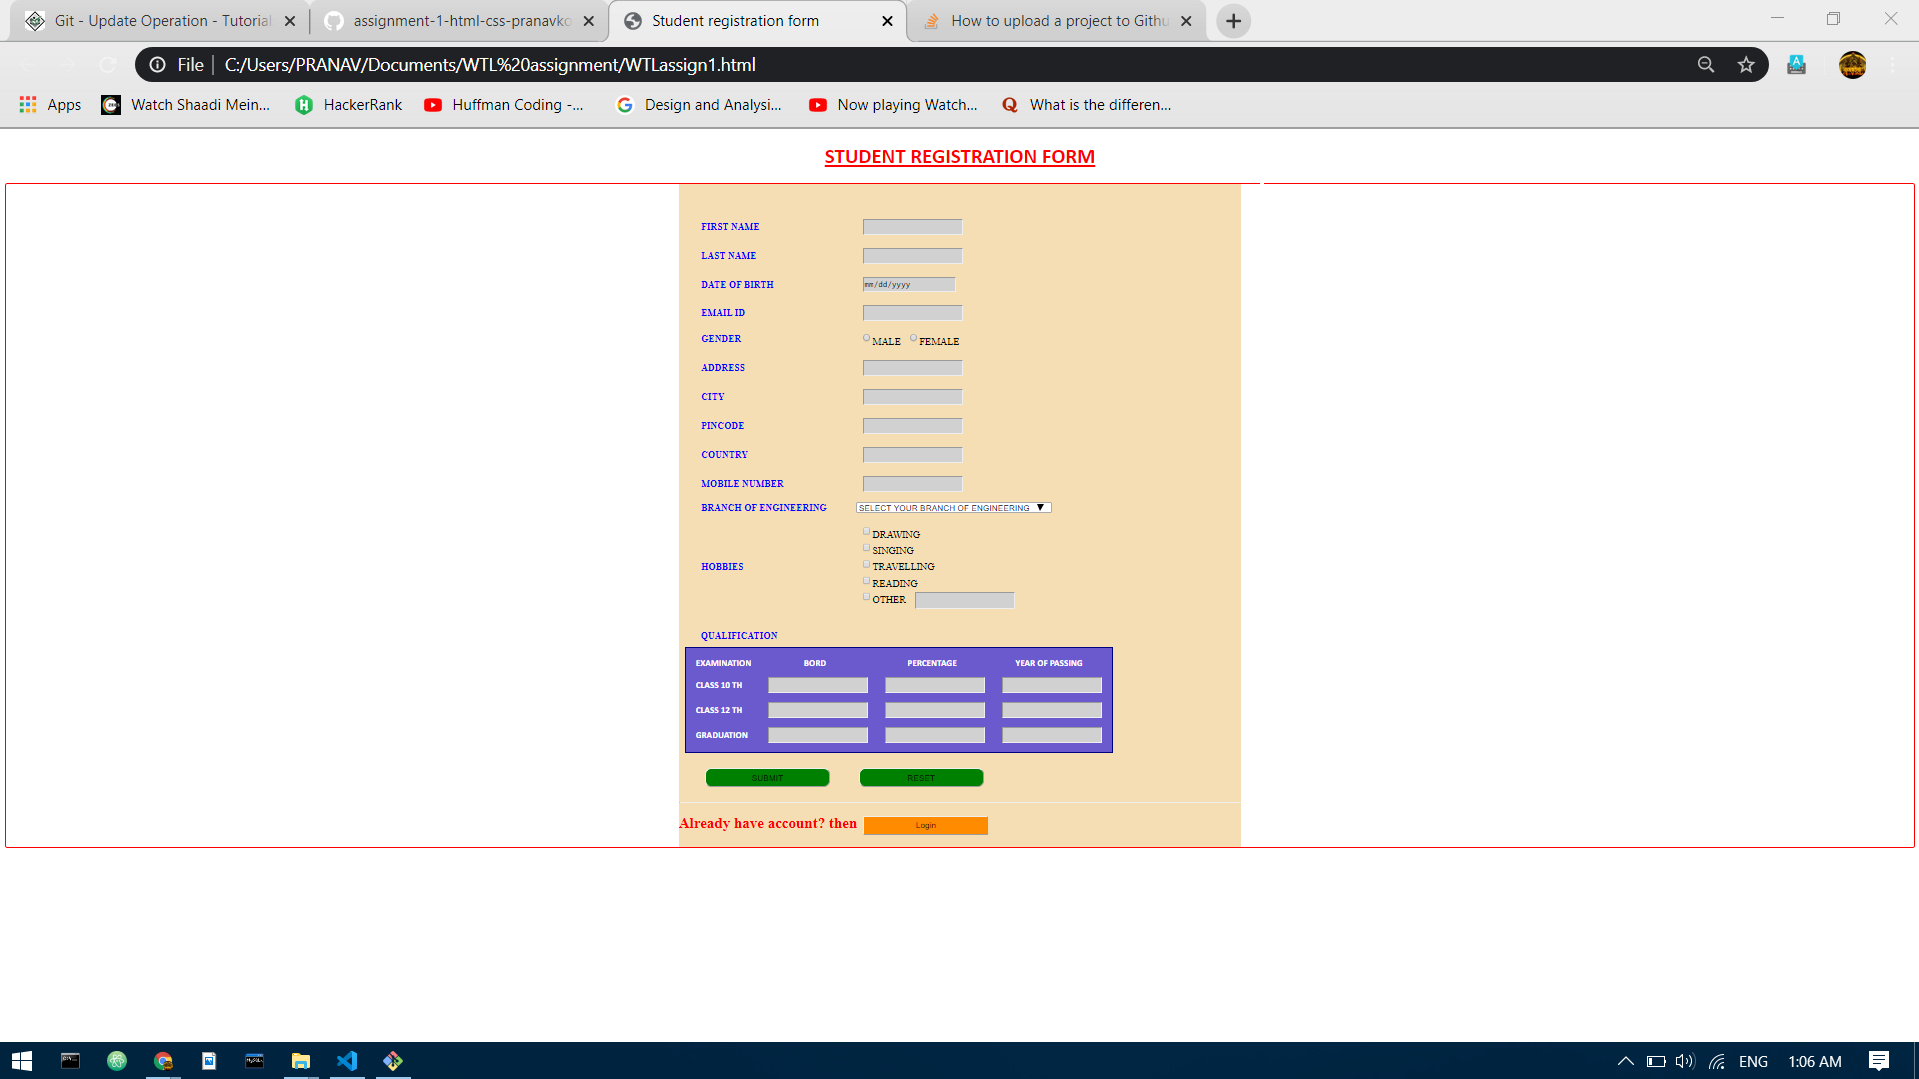 Git - Update Operation - Tutorial
assignment-1-html-css-pranavko
Student registration form
How to upload a project to Githu
File
C:/Users/PRANAV/Documents/WTL%20assignment/WTLassign1.html
Apps
Watch Shaadi Mein...
HackerRank
Huffman Coding -...
Design and Analysi...
Now playing Watch...
What is the differen...
STUDENT REGISTRATION FORM
FIRST NAME
LAST NAME
DATE OF BIRTH mm/dd/yyyy
EMAIL ID
GENDER MALE FEMALE
ADDRESS
CITY
PINCODE
COUNTRY
MOBILE NUMBER
BRANCH OF ENGINEERING SELECT YOUR BRANCH OF ENGINEERING
DRAWING
SINGING
HOBBIES TRAVELLING
READING
OTHER
QUALIFICATION
EXAMINATION BORD PERCENTAGE YEAR OF PASSING
CLASS 10 TH
CLASS 12 TH
GRADUATION
SUBMIT RESET
Already have account? then Login
ENG 1:06 AM